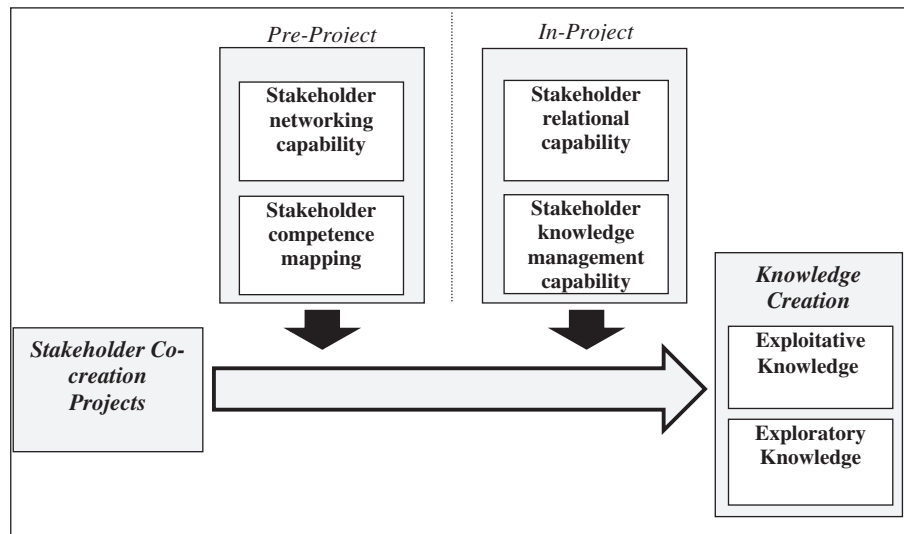 Pre-Project
In-Project
Stakeholder
networking
capability
Stakeholder
competence
mapping
Stakeholder
relational
capability
Stakeholder
knowledge
management
capability
Stakeholder Co-
creation
Projects
Knowledge
Creation
Exploitative
Knowledge
Exploratory
Knowledge